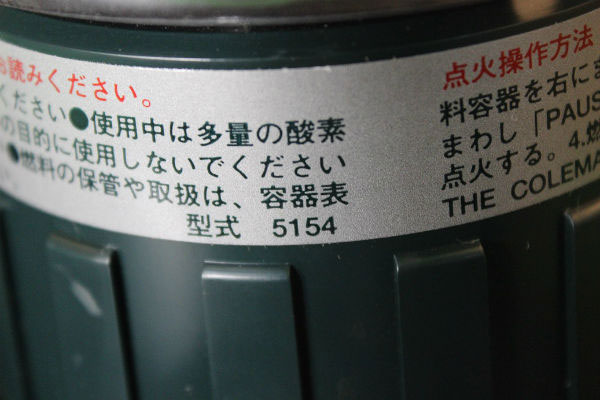 お読みください。
ください●使用中は多量の酸素
の目的に使用しないでください
●燃料の保管や取扱は、容器表
型式 5154
点火操作方法
料容器を右にま
まわし「PAUS
点火する。4.燃
THE COLEMA